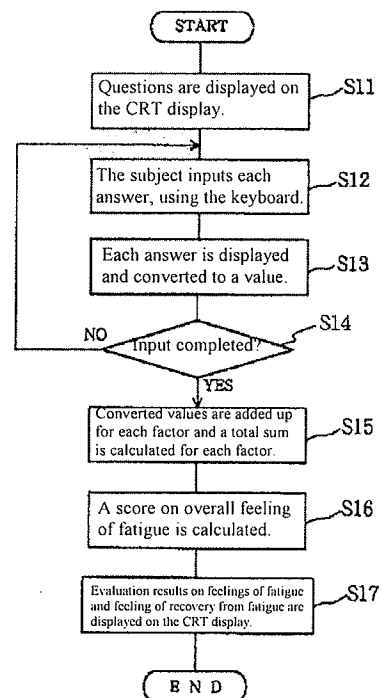 START
Questions are displayed on
the CRT display.
S11
The subject inputs each
answer, using the keyboard.
S12
Each answer is displayed
and converted to a value.
S13
Input completed?
S14
NO
YES
Converted values are added up
for each factor and a total sum
is calculated for each factor.
S15
A score on overall feeling
of fatigue is calculated.
S16
Evaluation results on feelings of fatigue
and feeling of recovery from fatigue are
displayed on the CRT display.
S17
END